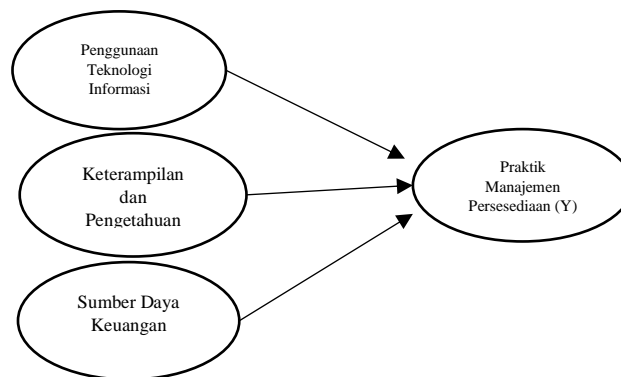 Penggunaan
Teknologi
Informasi
Keterampilan
dan
Pengetahuan
Sumber Daya
Keuangan
Praktik
Manajemen
Persesediaan (Y)